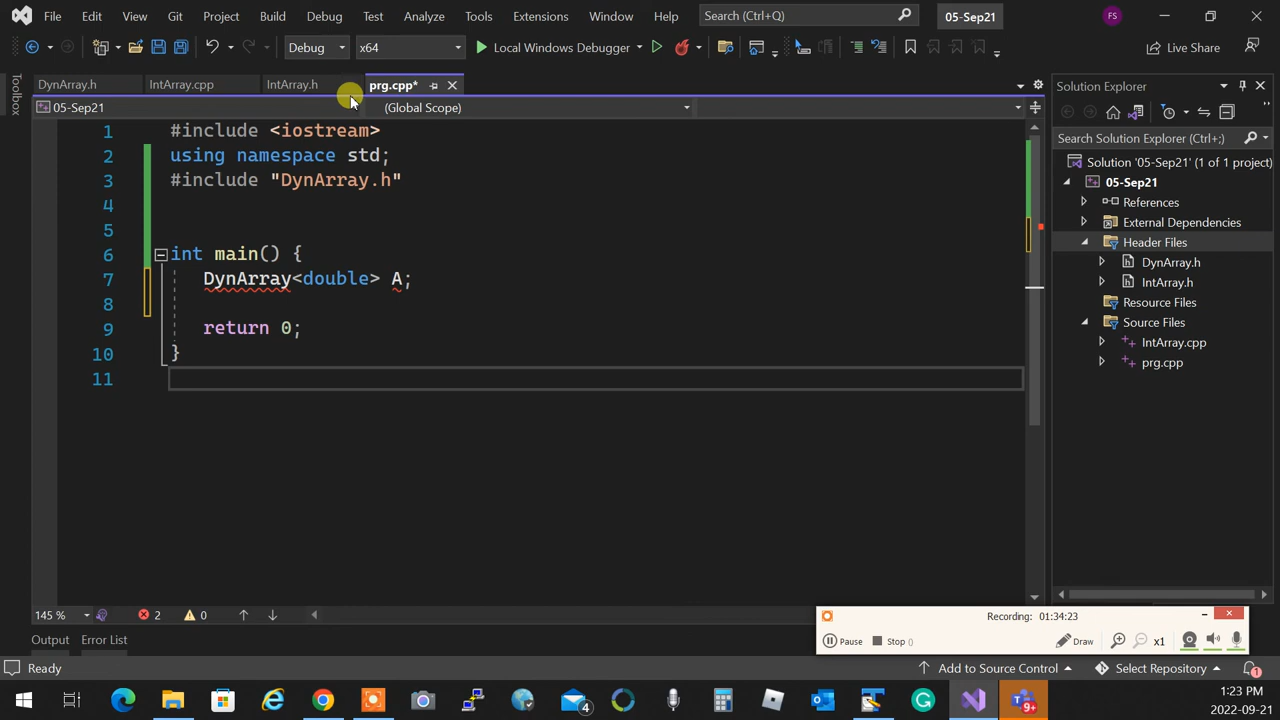 File Edit View Git Project Build Debug Test Analyze Tools Extensions Window Help Search (Ctrl+Q) 05-Sep21 FS
Debug x64 Local Windows Debugger Live Share
Toolbox
DynArray.h IntArray.cpp IntArray.h prg.cpp*
05-Sep21 (Global Scope)
1 #include <iostream>
2 using namespace std;
3 #include "DynArray.h"
4
5
6 int main() {
7 DynArray<double> A;
8
9 return 0;
10 }
11
145 % 2 0
Solution Explorer
Search Solution Explorer (Ctrl+;)
Solution '05-Sep21' (1 of 1 project)
05-Sep21
References
External Dependencies
Header Files
DynArray.h
IntArray.h
Resource Files
Source Files
IntArray.cpp
prg.cpp
Recording: 01:34:23
Pause Stop () Draw x1
Output Error List
Ready Add to Source Control Select Repository 1
4 9+ 1:23 PM
2022-09-21